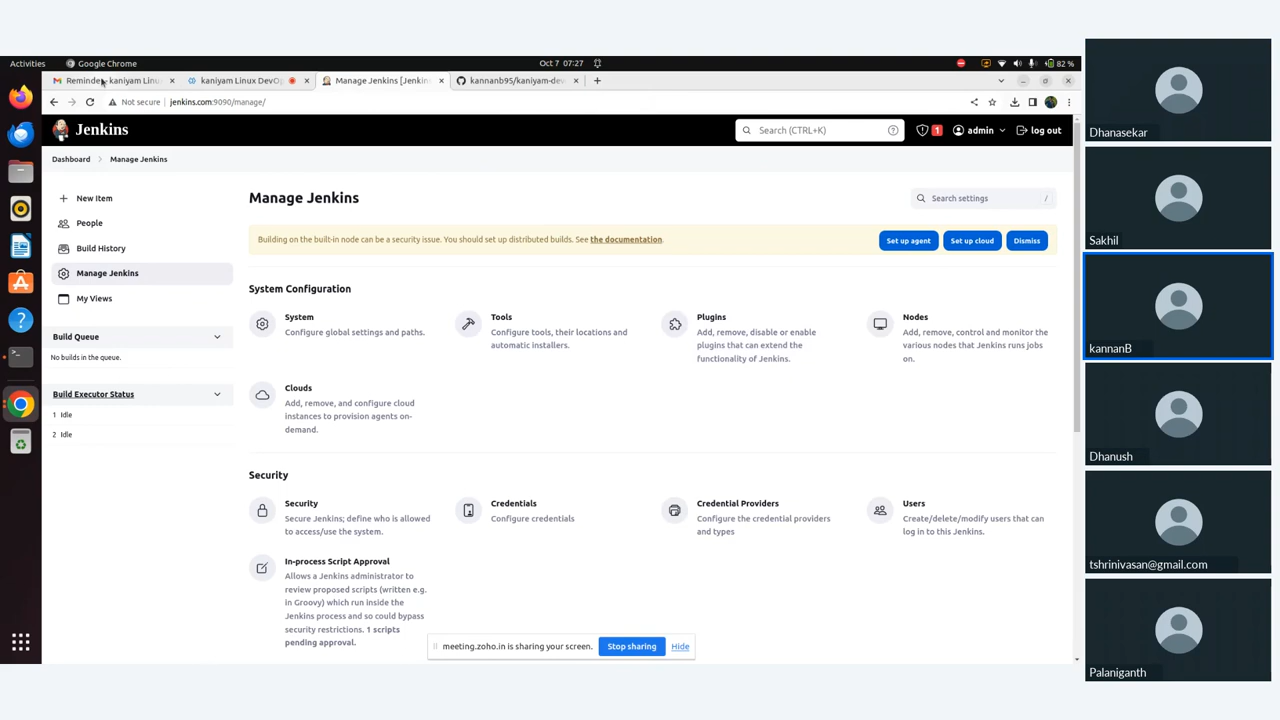 Activities
Google Chrome
Oct 7 07:27
82 %
Reminder: kaniyam Linu
kaniyam Linux DevOp
Manage Jenkins [Jenkins
kannanb95/kaniyam-dev
Not secure
jenkins.com:9090/manage/
Jenkins
Search (CTRL+K)
1
admin
log out
Dashboard
Manage Jenkins
New Item
People
Build History
Manage Jenkins
My Views
Build Queue
No builds in the queue.
Build Executor Status
1 Idle
2 Idle
Manage Jenkins
Search settings
/
Building on the built-in node can be a security issue. You should set up distributed builds. See the documentation.
Set up agent
Set up cloud
Dismiss
System Configuration
System
Configure global settings and paths.
Tools
Configure tools, their locations and
automatic installers.
Plugins
Add, remove, disable or enable
plugins that can extend the
functionality of Jenkins.
Nodes
Add, remove, control and monitor the
various nodes that Jenkins runs jobs
on.
Clouds
Add, remove, and configure cloud
instances to provision agents on-
demand.
Security
Security
Secure Jenkins; define who is allowed
to access/use the system.
Credentials
Configure credentials
Credential Providers
Configure the credential providers
and types
Users
Create/delete/modify users that can
log in to this Jenkins.
In-process Script Approval
Allows a Jenkins administrator to
review proposed scripts (written e.g.
in Groovy) which run inside the
Jenkins process and so could bypass
security restrictions. 1 scripts
pending approval.
meeting.zoho.in is sharing your screen.
Stop sharing
Hide
Dhanasekar
Sakhil
kannanB
Dhanush
tshrinivasan@gmail.com
Palaniganth